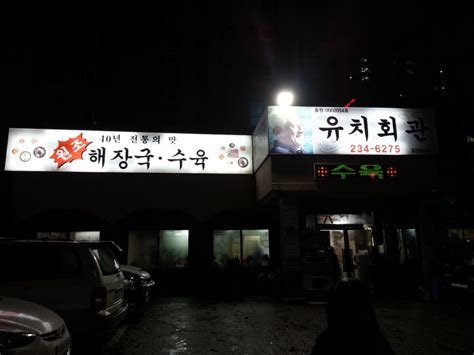 40년 전통의 맛
원조 해장국·수육
유치회관
234-6275
수육